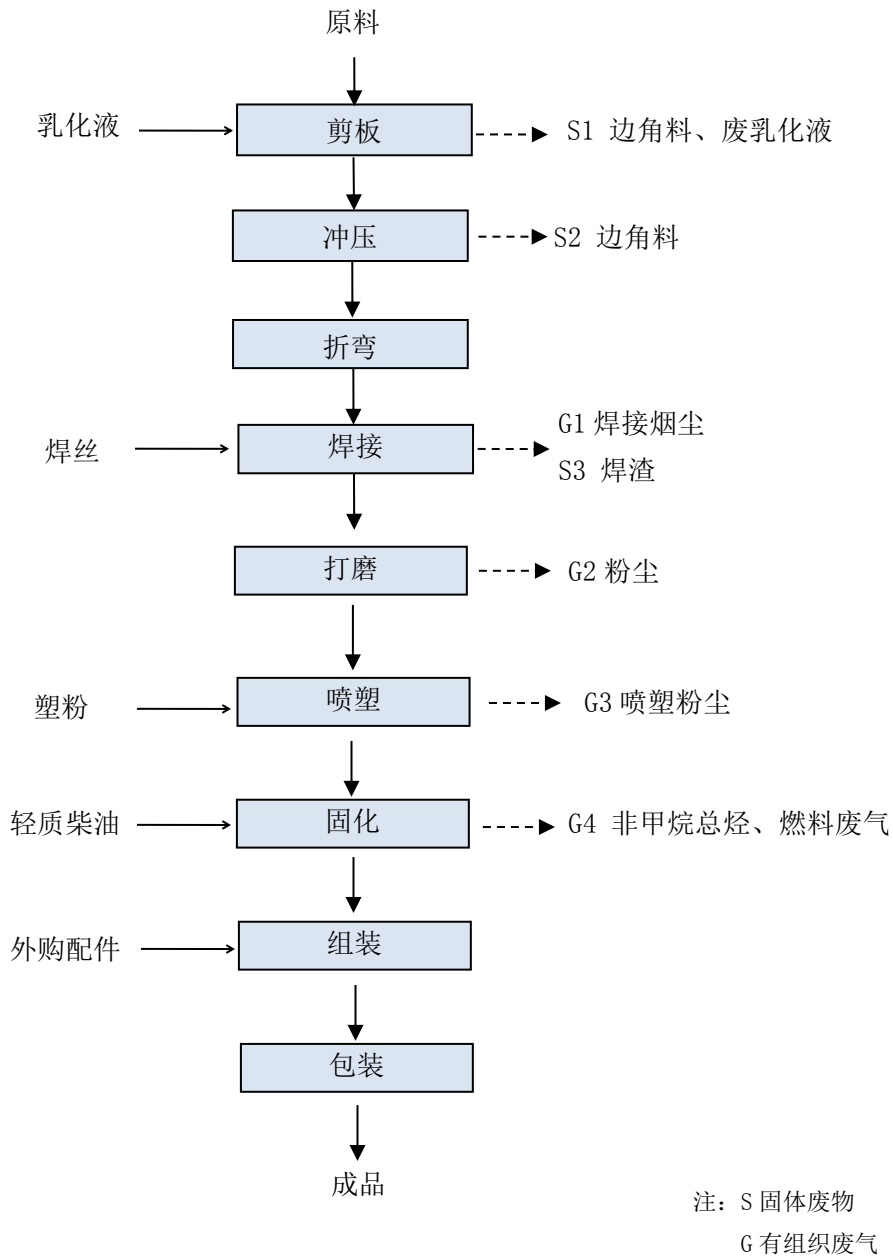 原料
乳化液
剪板
S1 边角料、废乳化液
冲压
S2 边角料
折弯
焊丝
焊接
G1 焊接烟尘
S3 焊渣
打磨
G2 粉尘
塑粉
喷塑
G3 喷塑粉尘
轻质柴油
固化
G4 非甲烷总烃、燃料废气
外购配件
组装
包装
成品
注：S 固体废物
G 有组织废气